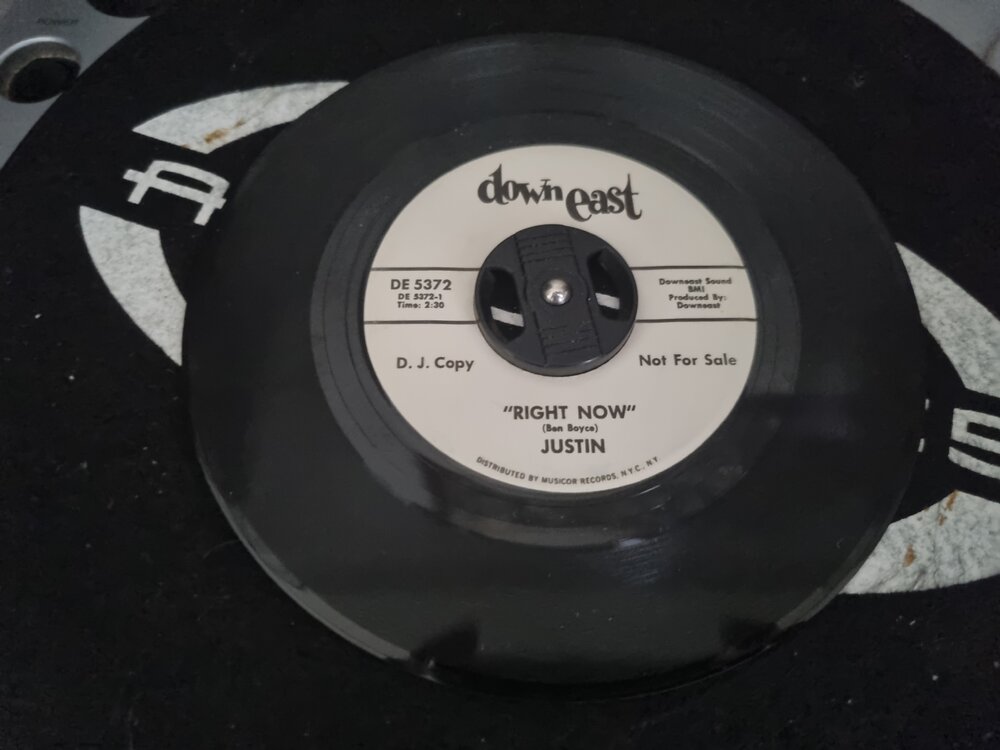 POWER
A
down east
DE 5372
DE 5372-1
Time: 2:30
Downeast Sound
BMI
Produced By:
Downeast
D. J. Copy
Not For Sale
"RIGHT NOW"
(Ben Boyce)
JUSTIN
DISTRIBUTED BY MUSICOR RECORDS, N.Y.C., N.Y.